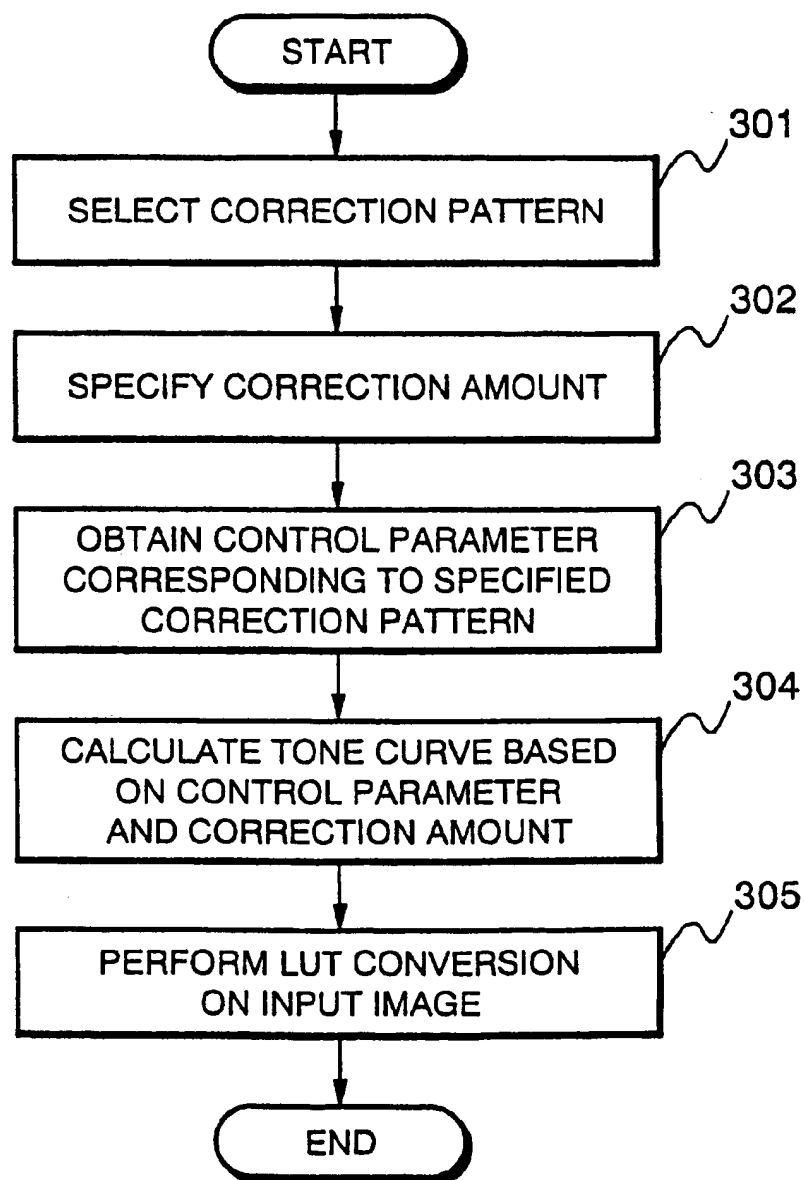 START
301
SELECT CORRECTION PATTERN
302
SPECIFY CORRECTION AMOUNT
303
OBTAIN CONTROL PARAMETER
CORRESPONDING TO SPECIFIED
CORRECTION PATTERN
304
CALCULATE TONE CURVE BASED
ON CONTROL PARAMETER
AND CORRECTION AMOUNT
305
PERFORM LUT CONVERSION
ON INPUT IMAGE
END